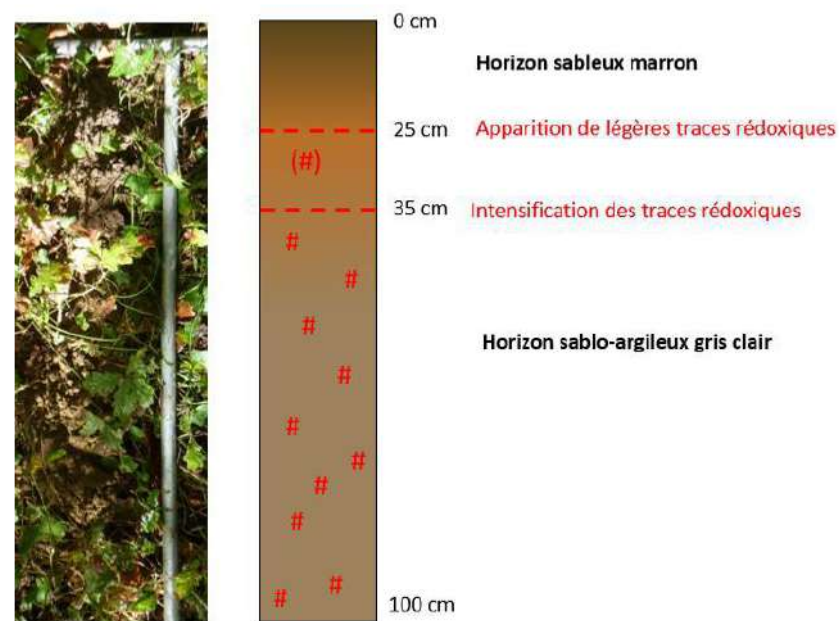 0 cm
Horizon sableux marron
25 cm
Apparition de légères traces rédoxiques
(#)
35 cm
Intensification des traces rédoxiques
#
#
#
Horizon sablo-argileux gris clair
#
#
#
#
#
#
#
100 cm